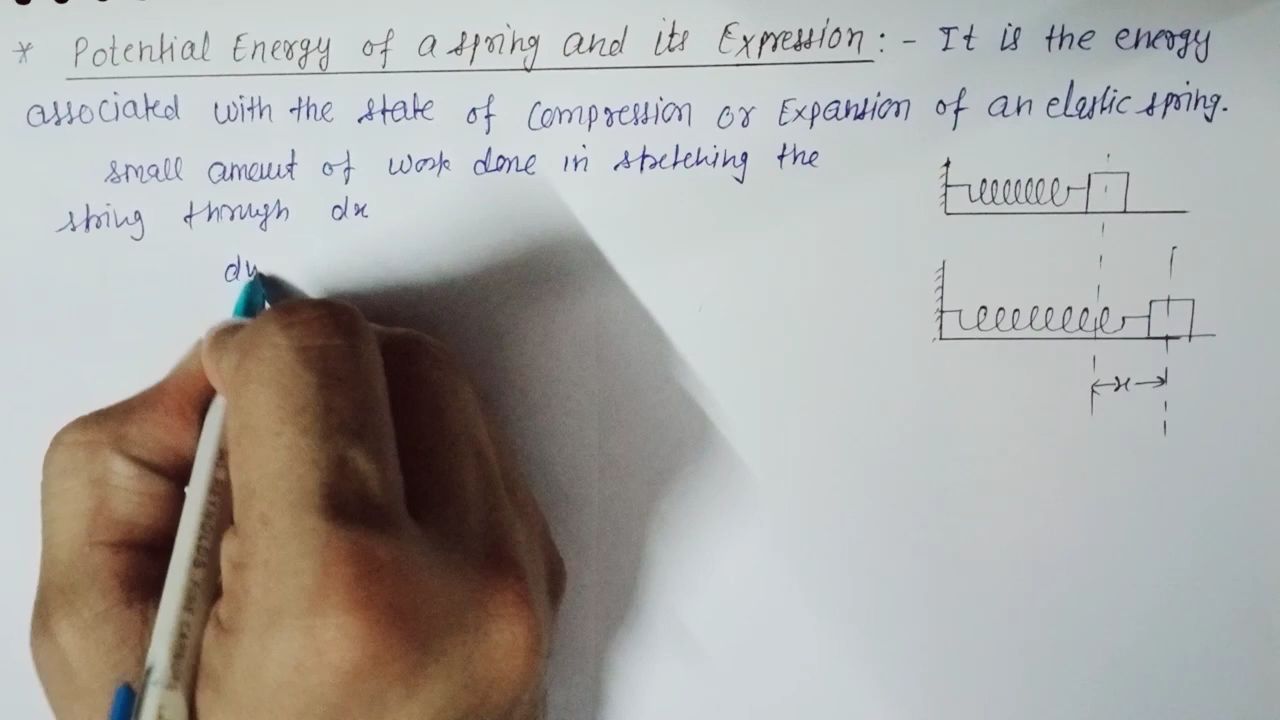 * Potential Energy of a spring and its Expression : - It is the energy
associated with the state of Compression or Expansion of an elastic spring.
small amount of work done in stretching the
string through dx
x